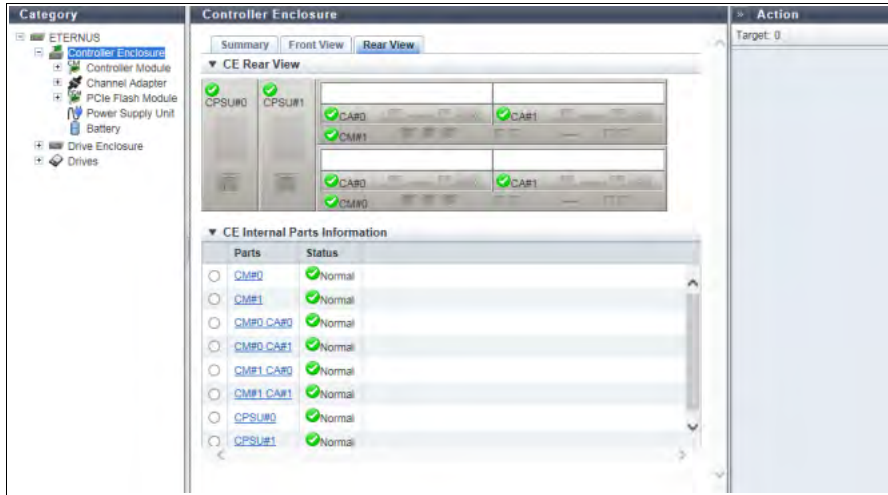 Category
ETERNUS
Controller Enclosure
Controller Module
Channel Adapter
PCIe Flash Module
Power Supply Unit
Battery
Drive Enclosure
Drives
Controller Enclosure
Summary Front View Rear View
▼ CE Rear View
CPSU#0 CPSU#1
CA#0 CA#1
CM#1
CA#0 CA#1
CM#0
▼ CE Internal Parts Information
Parts Status
CM#0 Normal
CM#1 Normal
CM#0 CA#0 Normal
CM#0 CA#1 Normal
CM#1 CA#0 Normal
CM#1 CA#1 Normal
CPSU#0 Normal
CPSU#1 Normal
» Action
Target: 0